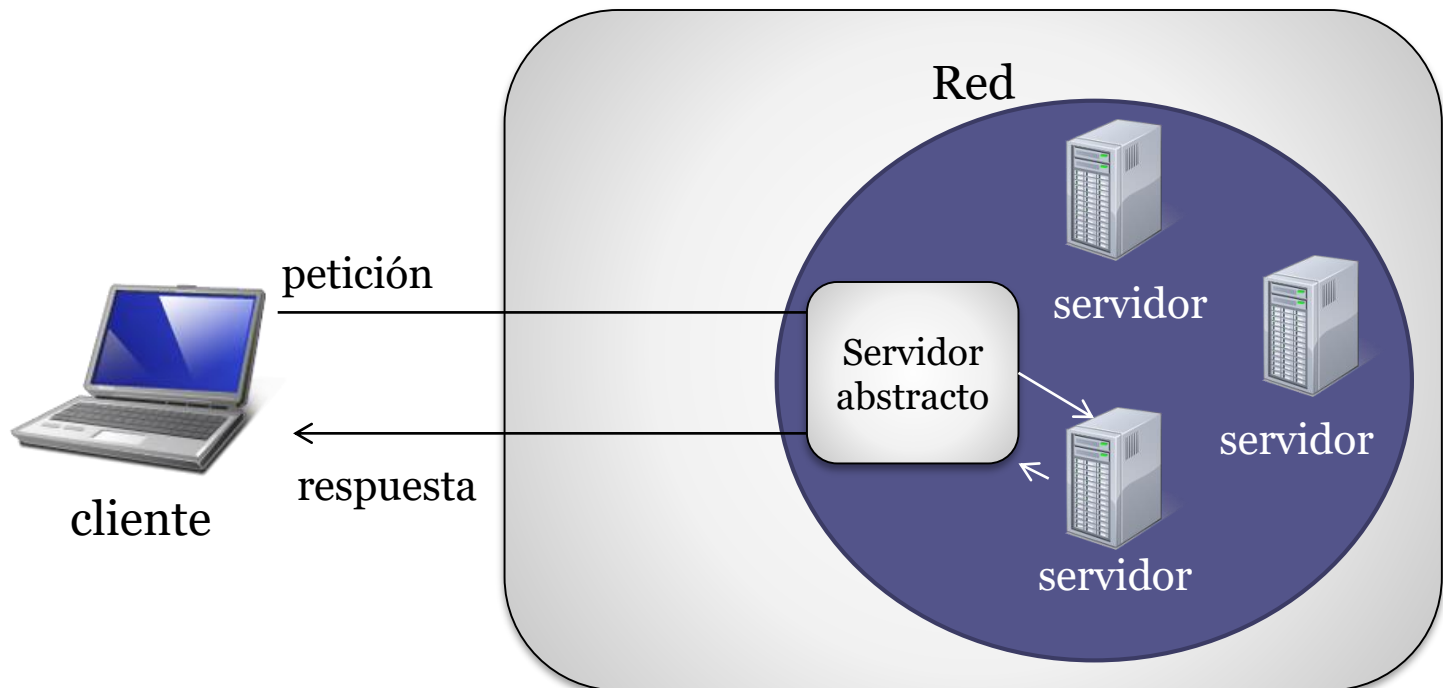 Red
petición
servidor
Servidor
abstracto
servidor
respuesta
cliente
servidor